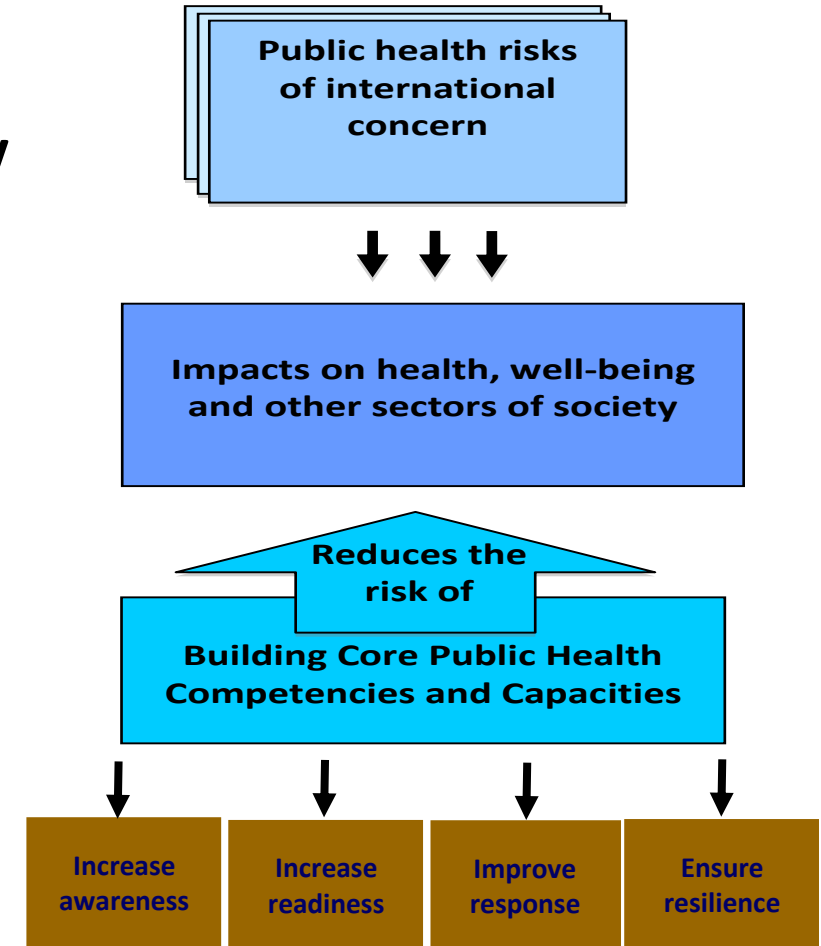 Public health risks
of international
concern
Impacts on health, well-being
and other sectors of society
Reduces the
risk of
Building Core Public Health
Competencies and Capacities
Increase
awareness
Increase
readiness
Improve
response
Ensure
resilience